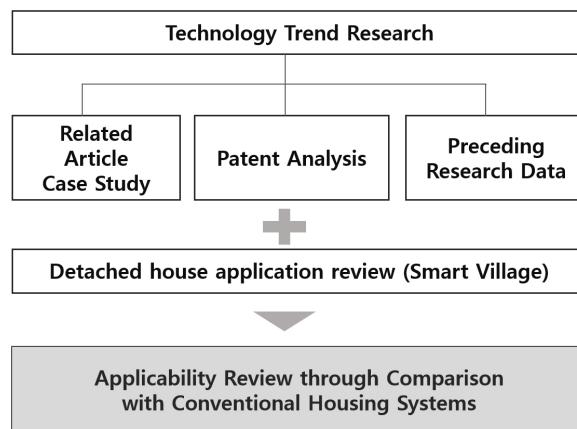 Technology Trend Research
Related
Article
Case Study
Patent Analysis
Preceding
Research Data
Detached house application review (Smart Village)
Applicability Review through Comparison
with Conventional Housing Systems